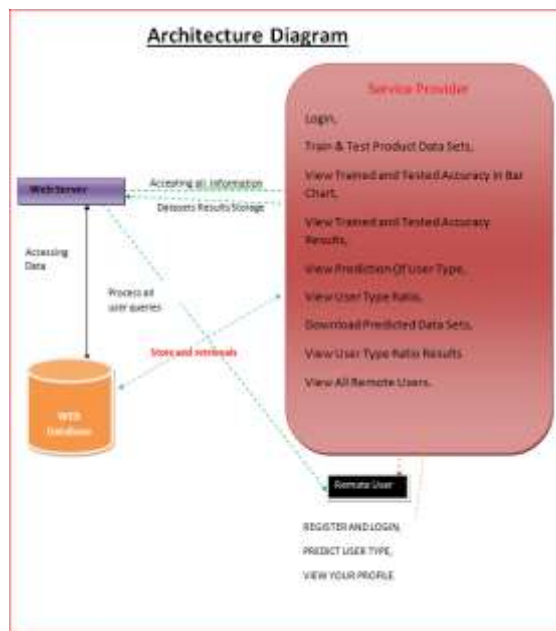 Architecture Diagram
Service Provider
Login,
Train & Test Product Data Sets,
View Trained and Tested Accuracy in Bar
Chart,
View Trained and Tested Accuracy
Results,
View Prediction Of User Type,
View User Type Ratio,
Download Predicted Data Sets,
View User Type Ratio Results
View All Remote Users.
Web Server
Accepting all Information
Datasets Results Storage
Accessing
Data
Process all
user queries
Store and retrievals
WEB
Database
Remote User
REGISTER AND LOGIN,
PREDICT USER TYPE,
VIEW YOUR PROFILE